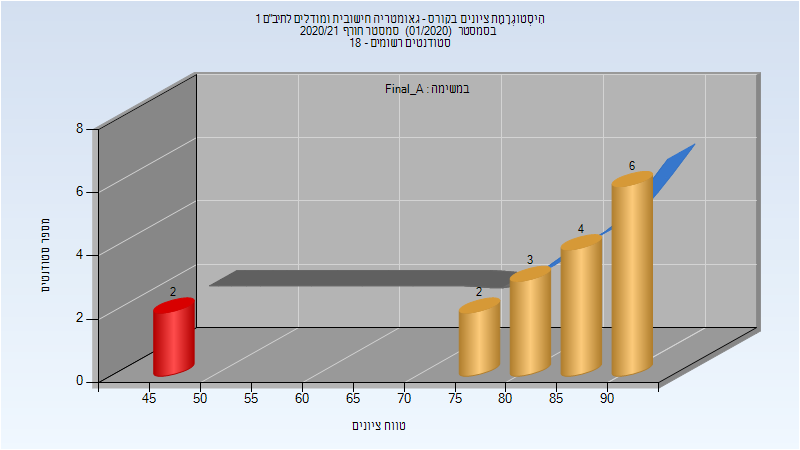 הִיסטוֹגְרָמַת ציונים בקורס - גאומטריה חישובית ומודלים לחיב"ם 1
בסמסטר (01/2020) סמסטר חורף 2020/21
סטודנטים רשומים - 18
במשימה : Final_A
מספר סטודנטים
8
6
4
2
0
2
2
3
4
6
45 50 55 60 65 70 75 80 85 90
טווח ציונים